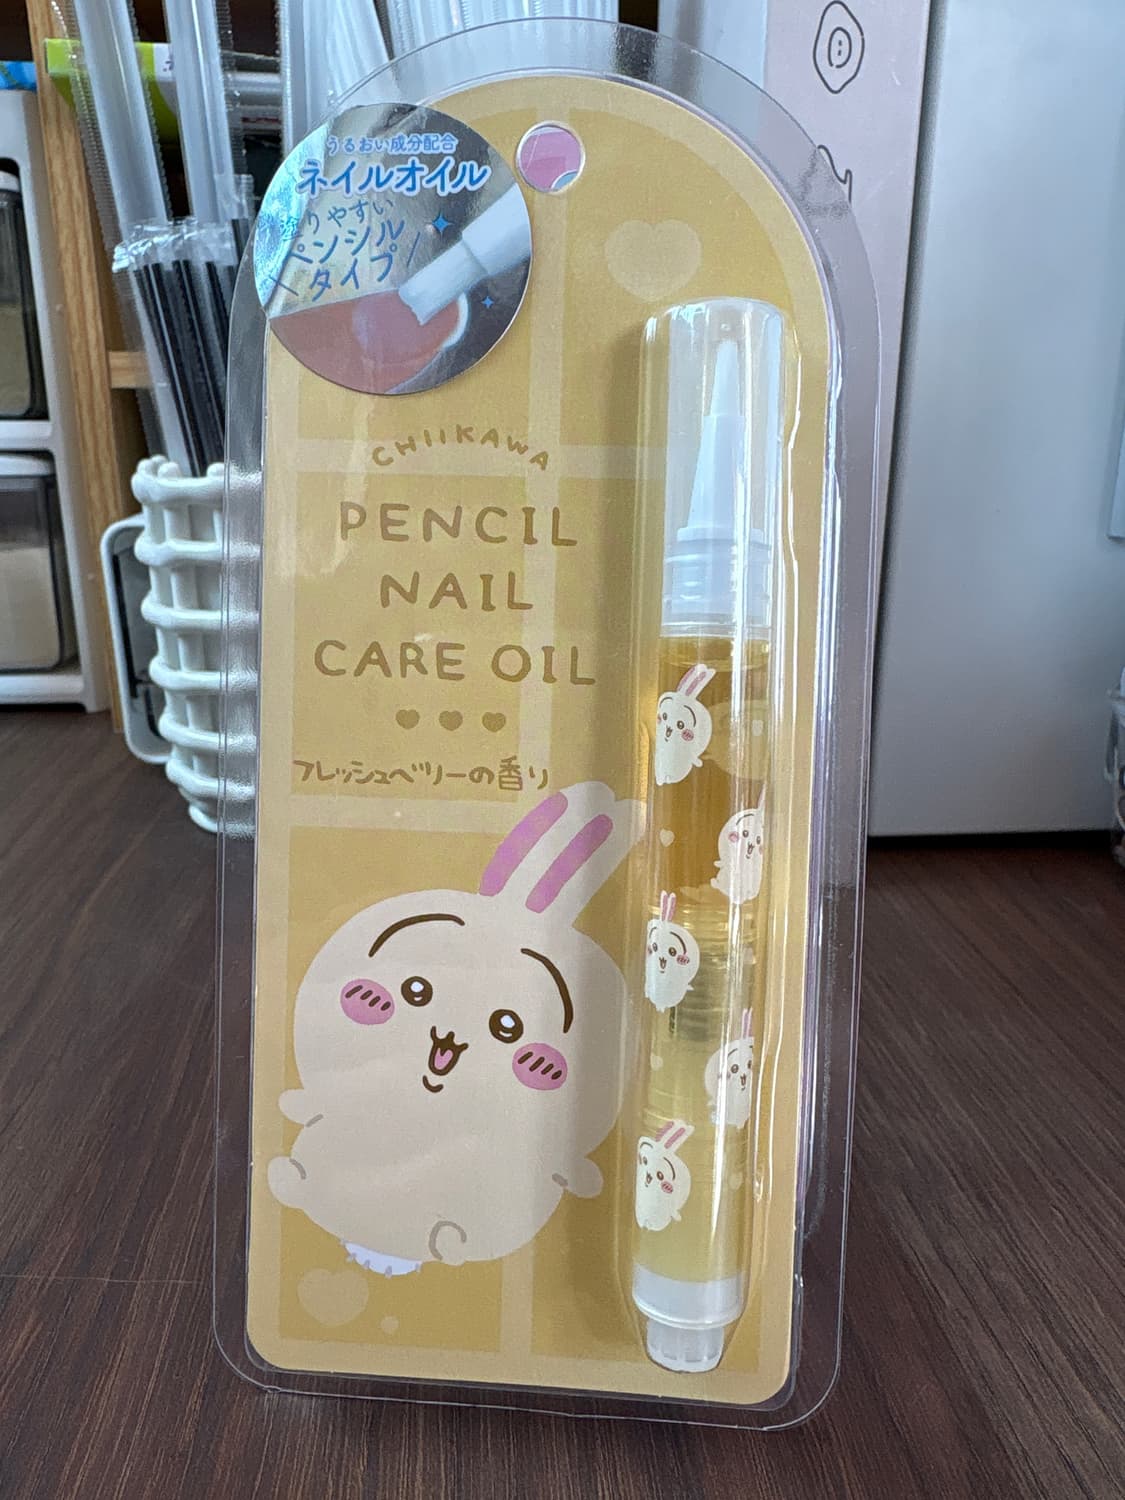 うるおい成分配合
ネイルオイル
塗りやすい
ペンシル
タイプ
CHIIKAWA
PENCIL
NAIL
CARE OIL
フレッシュベリーの香り